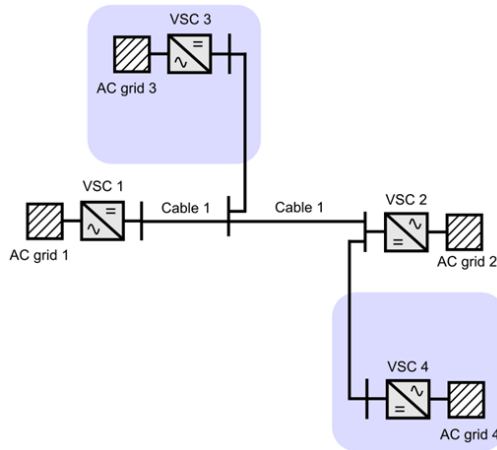 VSC 3
AC grid 3
VSC 1
Cable 1
Cable 1
VSC 2
AC grid 1
AC grid 2
VSC 4
AC grid 4